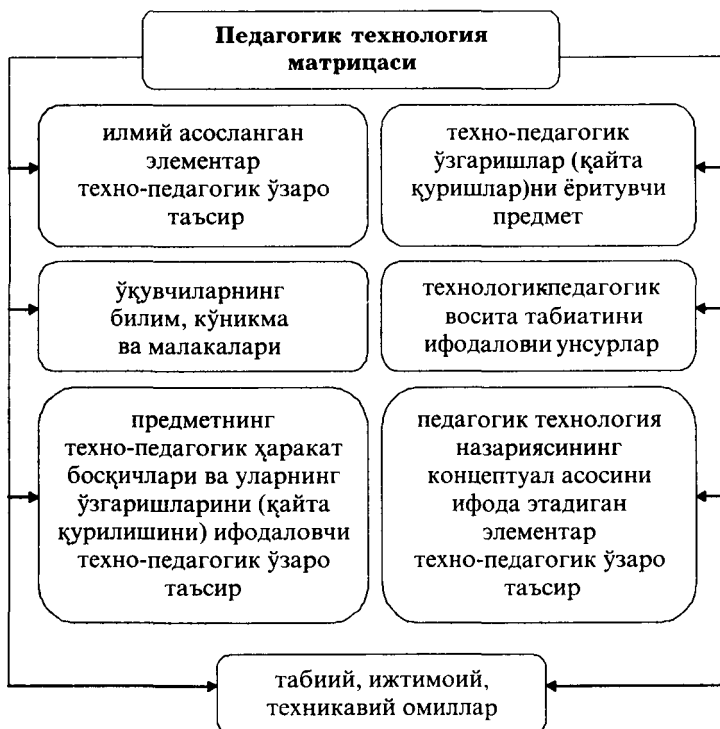 Педагогик технология
матрицаси
илмий асосланган
элементар
техно-педагогик ўзаро
таъсир
техно-педагогик
ўзгаришлар (қайта
қуришлар)ни ёритувчи
предмет
ўқувчиларнинг
билим, кўникма
ва малакалари
технологикпедагогик
восита табиатини
ифодаловчи унсурлар
предметнинг
техно-педагогик ҳаракат
босқичлари ва уларнинг
ўзгаришларини (қайта
қурилишини) ифодаловчи
техно-педагогик ўзаро
таъсир
педагогик технология
назариясининг
концептуал асосини
ифода этадиган
элементар
техно-педагогик ўзаро
таъсир
табиий, ижтимоий,
техникавий омиллар